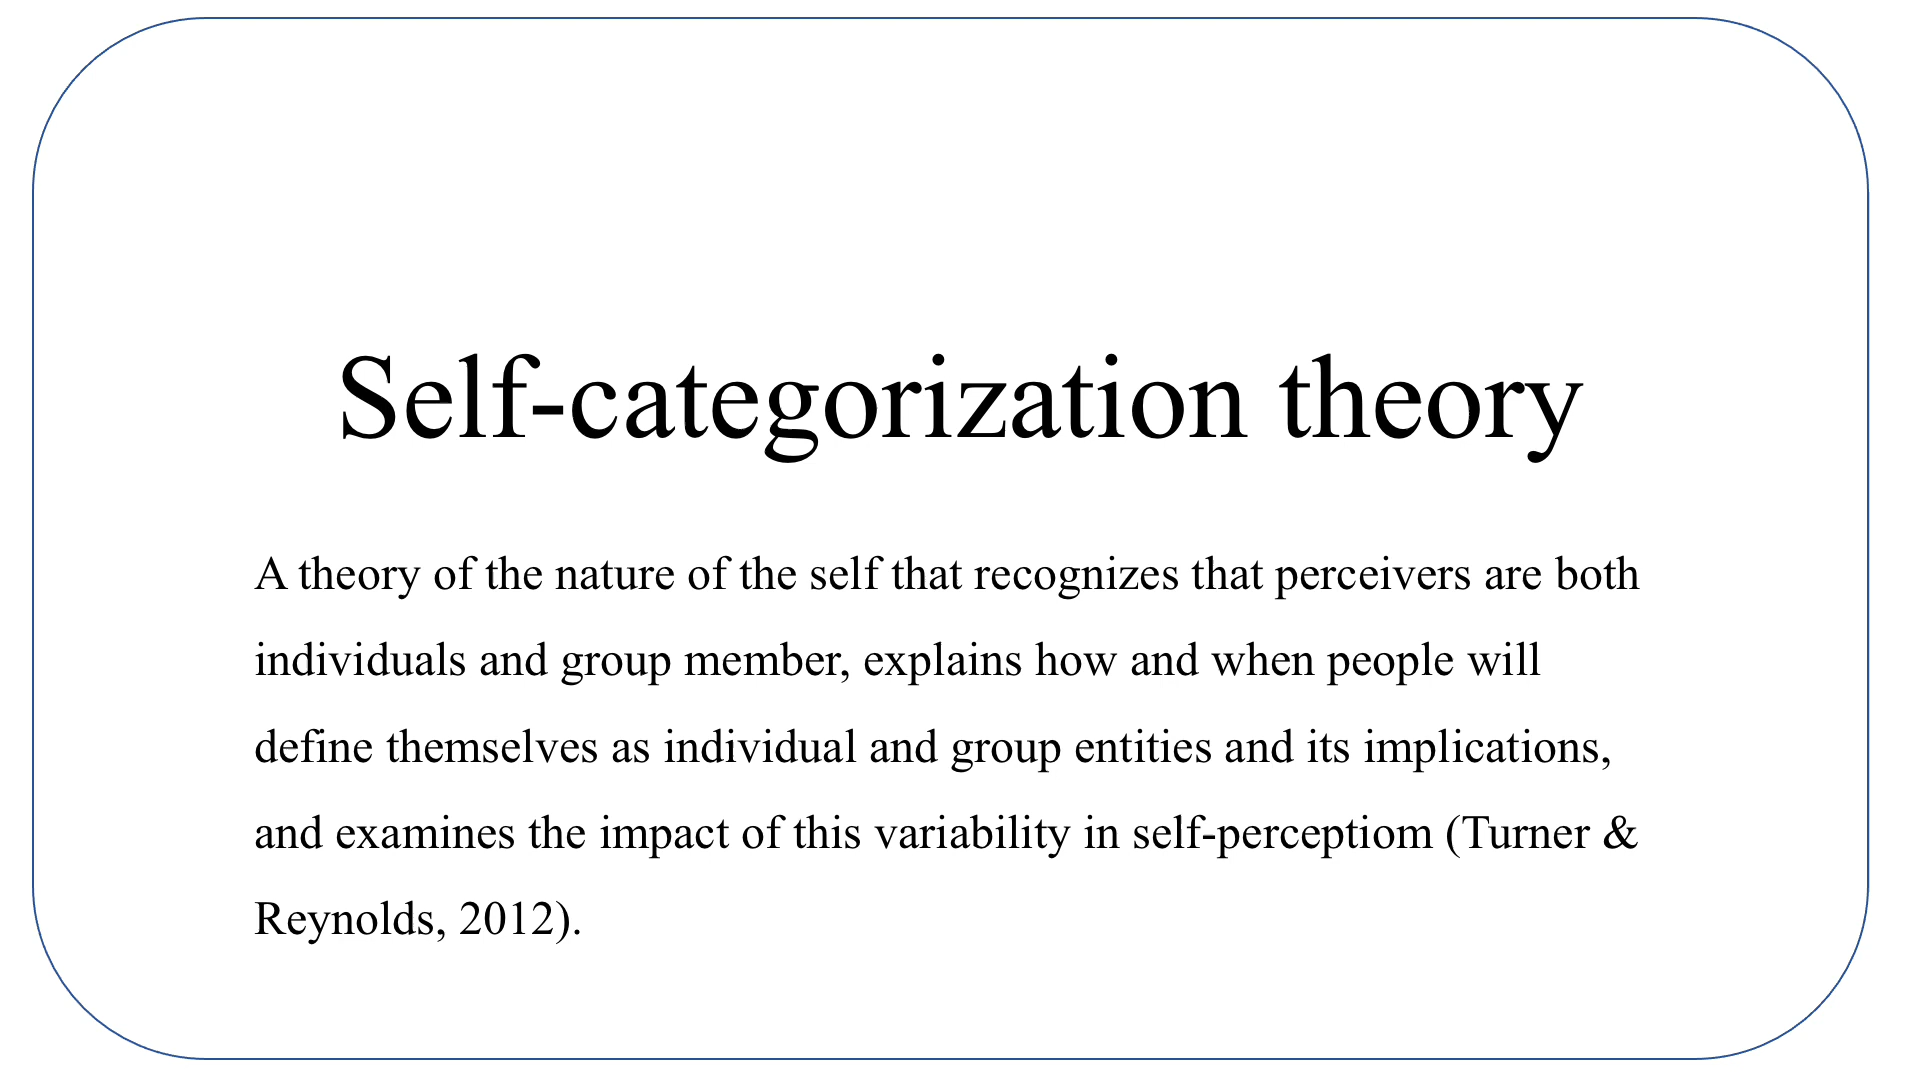 Self-categorization theory
A theory of the nature of the self that recognizes that perceivers are both
individuals and group member, explains how and when people will
define themselves as individual and group entities and its implications,
and examines the impact of this variability in self-perceptiom (Turner &
Reynolds, 2012).